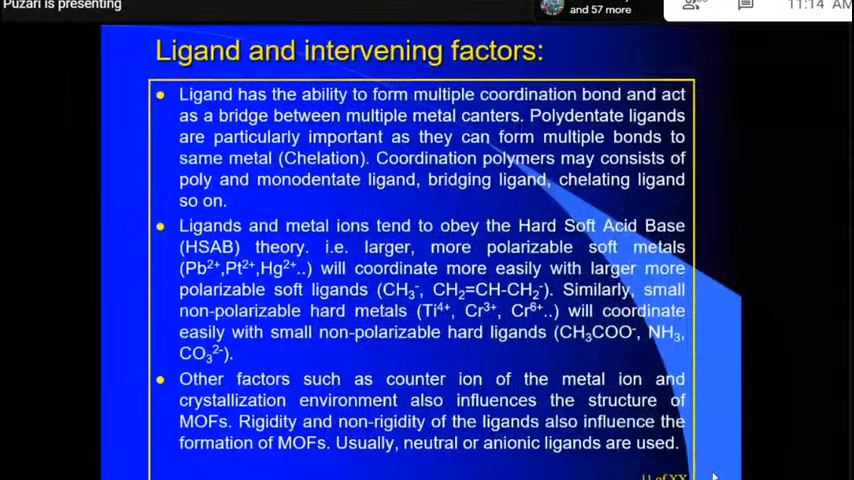 Puzari is presenting
and 57 more
11:14 AM
Ligand and intervening factors:
Ligand has the ability to form multiple coordination bond and act
as a bridge between multiple metal canters. Polydentate ligands
are particularly important as they can form multiple bonds to
same metal (Chelation). Coordination polymers may consists of
poly and monodentate ligand, bridging ligand, chelating ligand
so on.
Ligands and metal ions tend to obey the Hard Soft Acid Base
(HSAB) theory. i.e. larger, more polarizable soft metals
(Pb²⁺,Pt²⁺,Hg²⁺..) will coordinate more easily with larger more
polarizable soft ligands (CH₃⁻, CH₂=CH-CH₂⁻). Similarly, small
non-polarizable hard metals (Ti⁴⁺, Cr³⁺, Cr⁶⁺..) will coordinate
easily with small non-polarizable hard ligands (CH₃COO⁻, NH₃,
CO₃²⁻).
Other factors such as counter ion of the metal ion and
crystallization environment also influences the structure of
MOFs. Rigidity and non-rigidity of the ligands also influence the
formation of MOFs. Usually, neutral or anionic ligands are used.
11 of XX